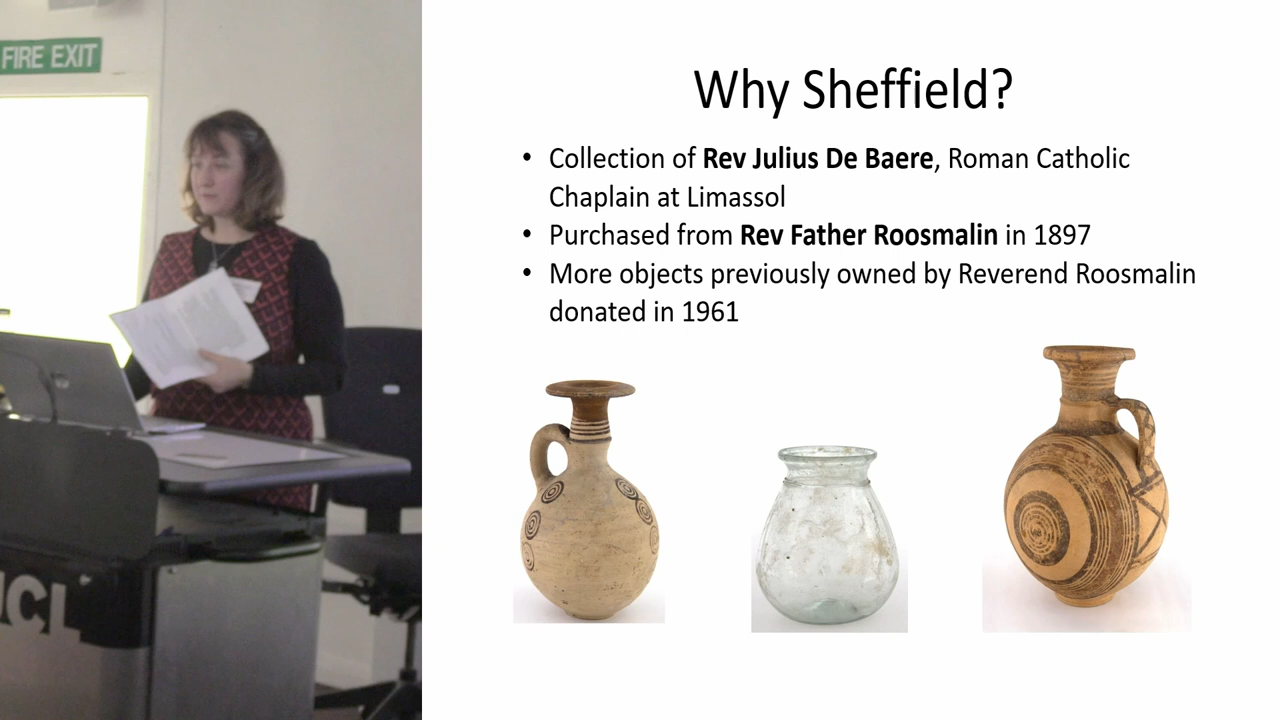 FIRE EXIT
UCL
Why Sheffield?
• Collection of Rev Julius De Baere, Roman Catholic
Chaplain at Limassol
• Purchased from Rev Father Roosmalin in 1897
• More objects previously owned by Reverend Roosmalin
donated in 1961